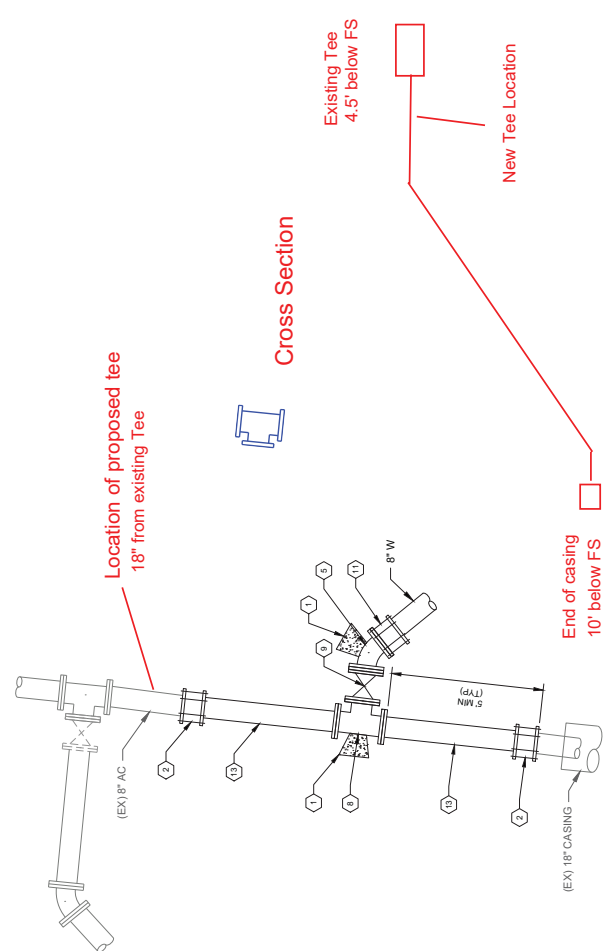 Existing Tee
4.5' below FS
New Tee Location
Cross Section
Location of proposed tee
18" from existing Tee
End of casing
10' below FS
(EX) 8" AC
2
13
1
8
13
2
1
5
11
9
8" W
5' MIN
(TYP)
(EX) 18" CASING